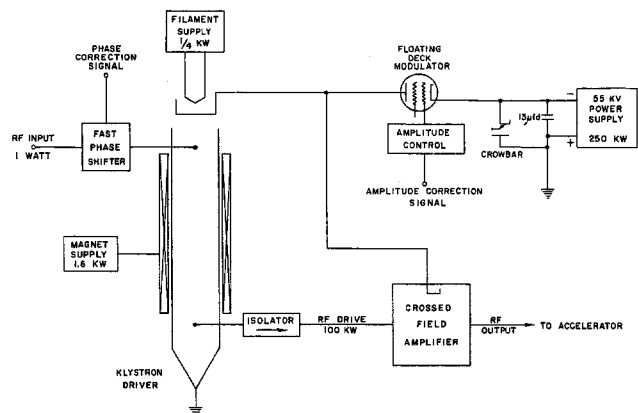 FILAMENT
SUPPLY
1/4 KW
PHASE
CORRECTION
SIGNAL
FLOATING
DECK
MODULATOR
RF INPUT
1 WATT
FAST
PHASE
SHIFTER
AMPLITUDE
CONTROL
13µfd
CROWBAR
-
+
55 KV
POWER
SUPPLY
250 KW
AMPLITUDE CORRECTION
SIGNAL
MAGNET
SUPPLY
1.6 KW
ISOLATOR
RF DRIVE
100 KW
CROSSED
FIELD
AMPLIFIER
RF
OUTPUT
TO ACCELERATOR
KLYSTRON
DRIVER